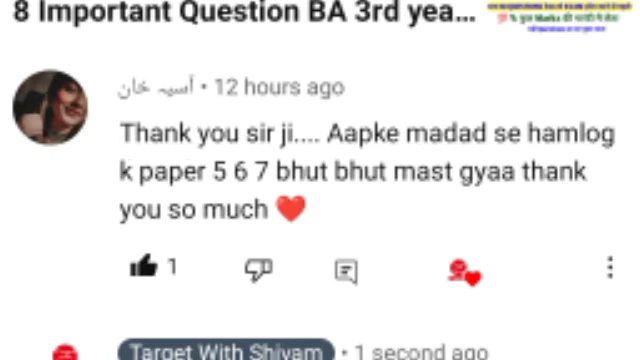 8 Important Question BA 3rd yea...
آسیہ خان • 12 hours ago
Thank you sir ji.... Aapke madad se hamlog
k paper 5 6 7 bhut bhut mast gyaa thank
you so much ❤️
1
Target With Shivam • 1 second ago